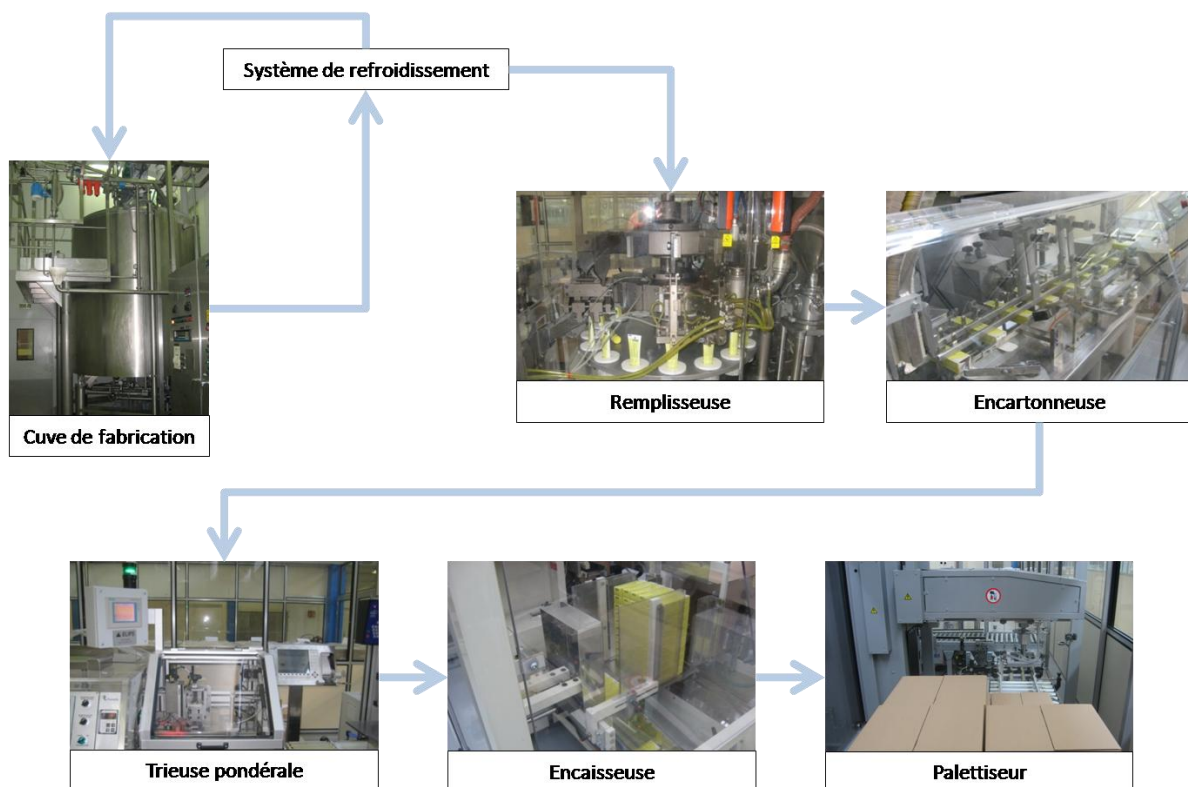 Système de refroidissement
Cuve de fabrication
Remplisseuse
Encartonneuse
Trieuse pondérale
Encaisseuse
Palettiseur